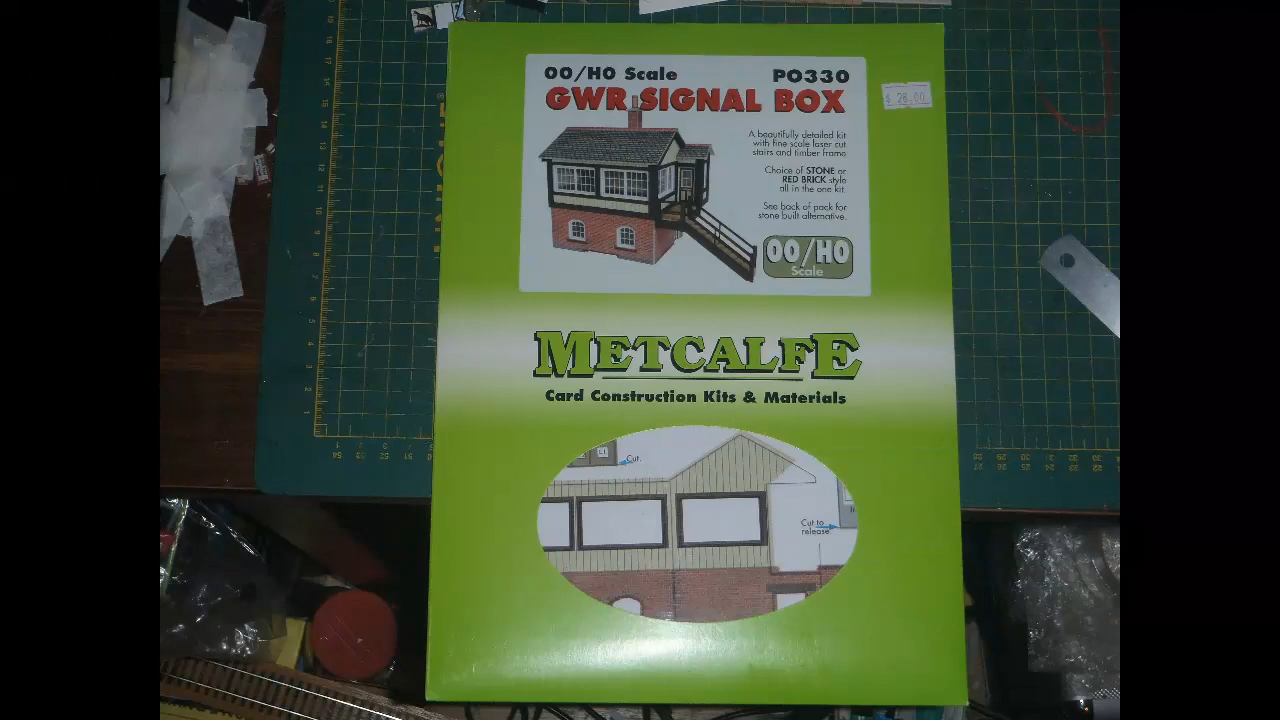 OO/HO Scale PO330
GWR SIGNAL BOX
$ 28.00
A beautifully detailed kit
with fine scale laser cut
stairs and timber frame
Choice of STONE or
RED BRICK style
all in the one kit.
See back of pack for
stone built alternative.
OO/HO
Scale
METCALFE
Card Construction Kits & Materials
Cut.
Cut to
release